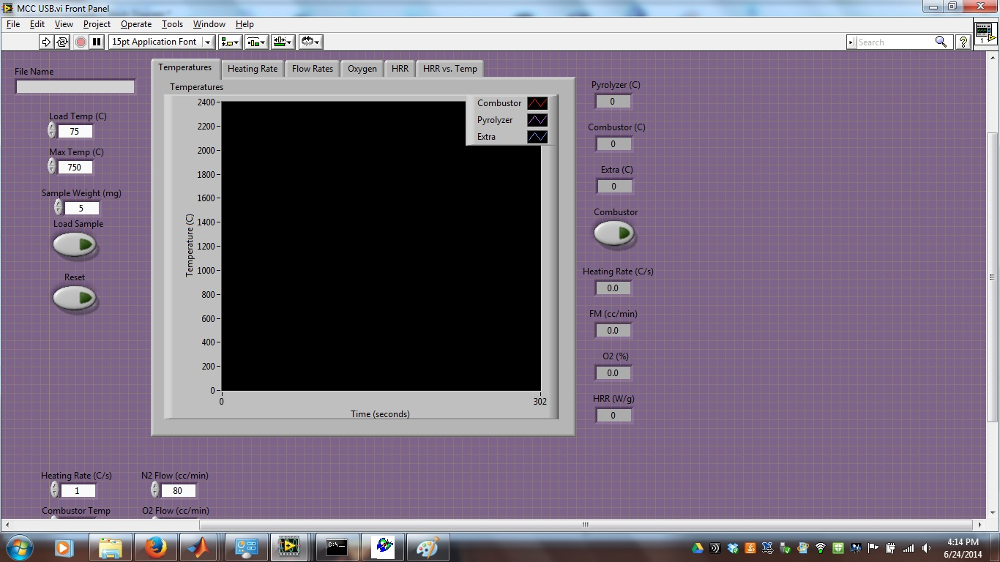 MCC USB.vi Front Panel
File Edit View Project Operate Tools Window Help
15pt Application Font
Search
?
1
File Name
Load Temp (C)
75
Max Temp (C)
750
Sample Weight (mg)
5
Load Sample
Reset
Temperatures Heating Rate Flow Rates Oxygen HRR HRR vs. Temp
Temperatures
Combustor
Pyrolyzer
Extra
2400
2200
2000
1800
1600
1400
1200
1000
800
600
400
200
0
Temperature (C)
0 302
Time (seconds)
Pyrolyzer (C)
0
Combustor (C)
0
Extra (C)
0
Combustor
Heating Rate (C/s)
0.0
FM (cc/min)
0.0
O2 (%)
0.0
HRR (W/g)
0
Heating Rate (C/s) N2 Flow (cc/min)
1 80
Combustor Temp O2 Flow (cc/min)
C:\_
4:14 PM
6/24/2014